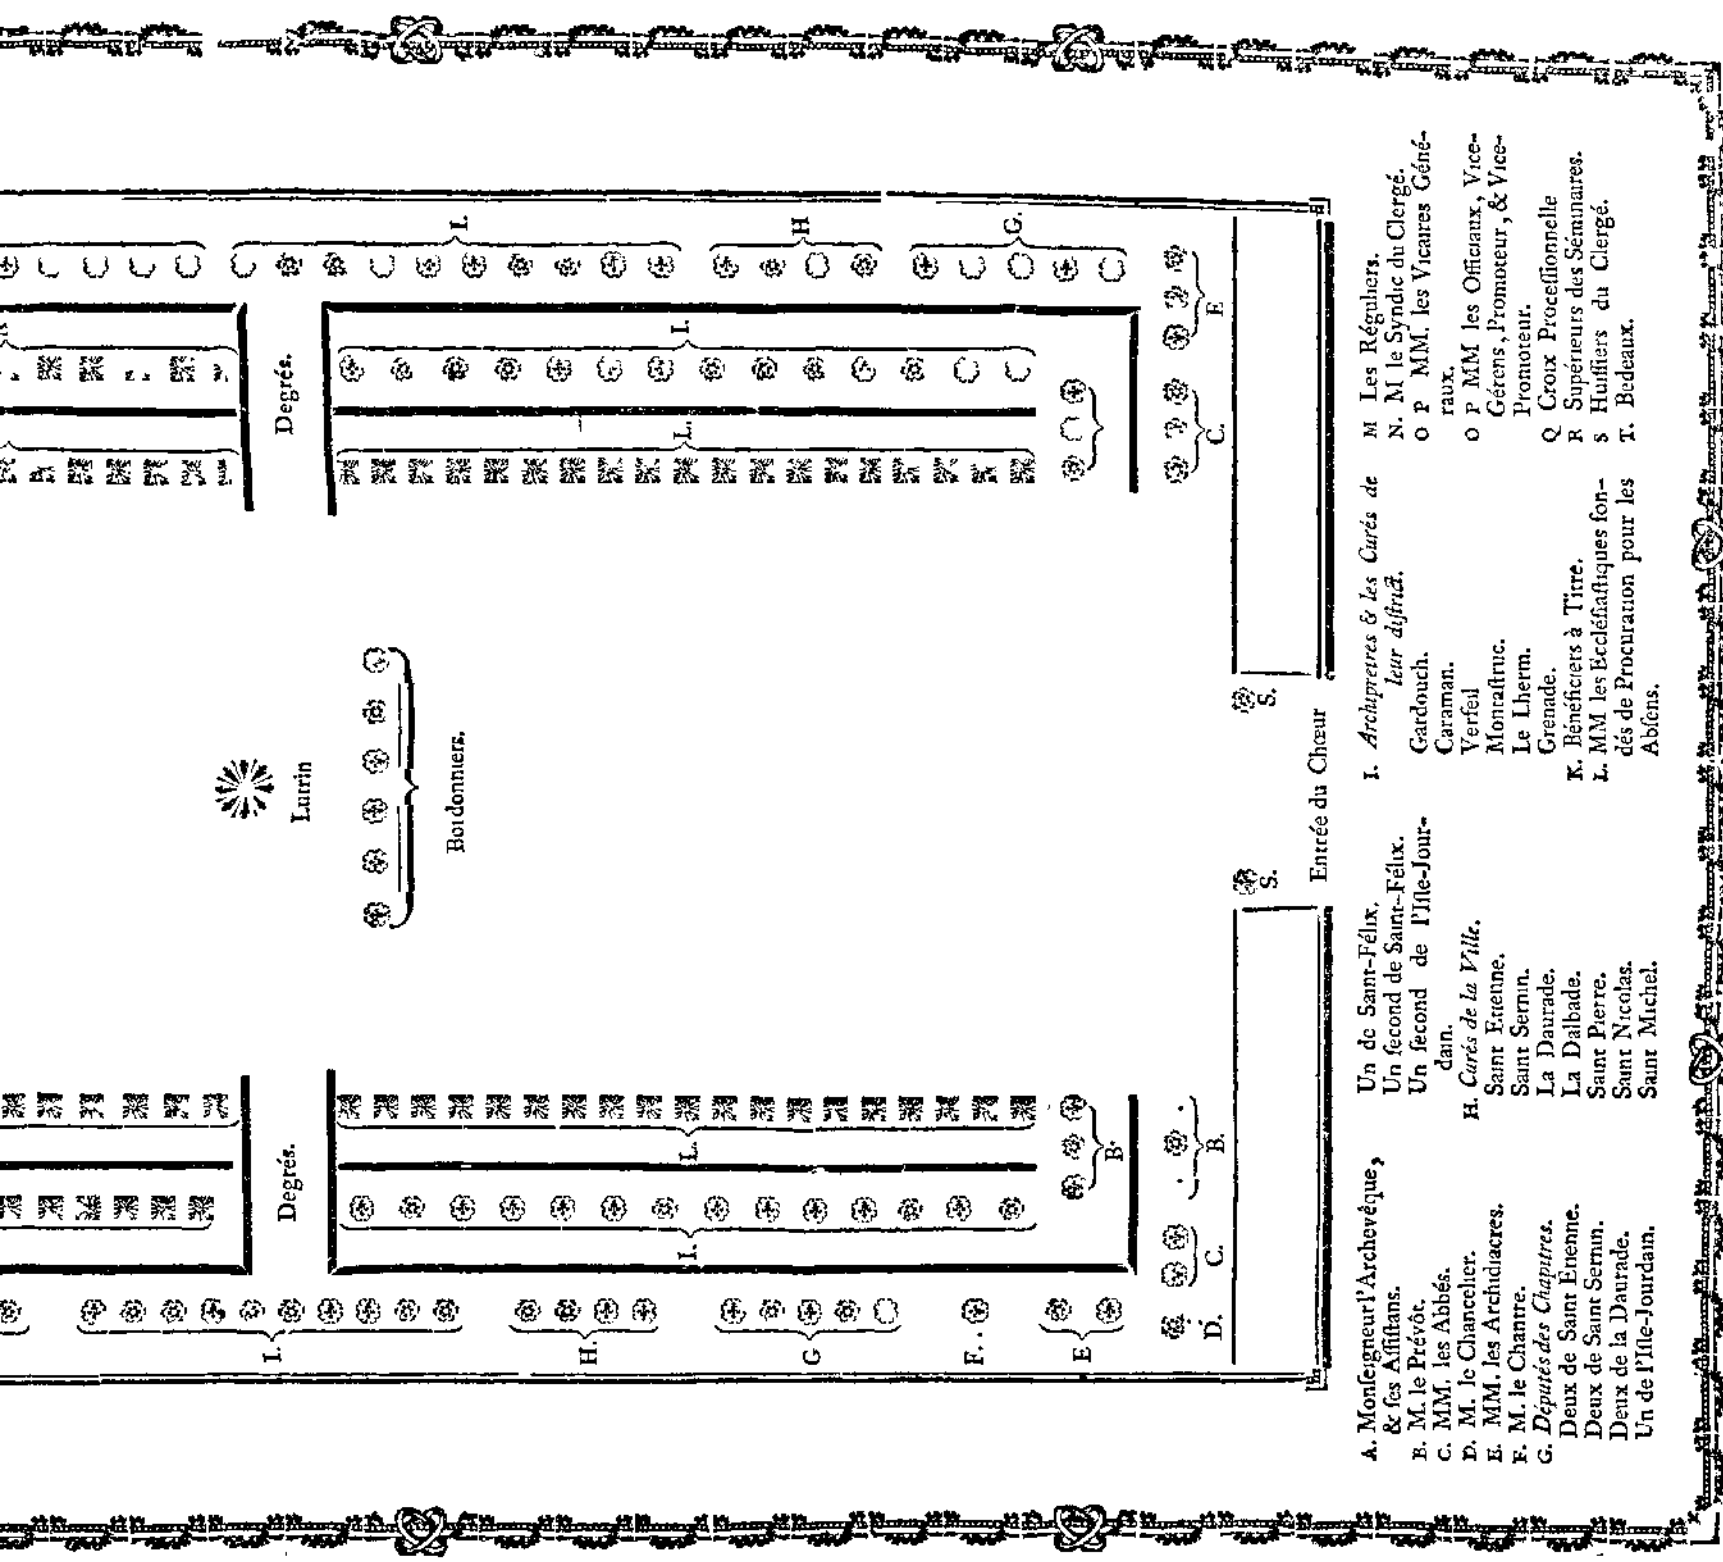 I.
H
G.
K
I.
E
Degrés.
L.
C.
Lutrin
Bordonniers.
S.
Entrée du Chœur
S.
Degrés.
L.
B.
B.
I.
C.
D.
I.
H.
G
F.
E
A. Monſeigneur l'Archevêque,
& ſes Aſſiſtans.
B. M. le Prévôt.
C. MM. les Abbés.
D. M. le Chancelier.
E. MM. les Archidiacres.
F. M. le Chantre.
G. Députés des Chapitres.
Deux de Saint Etienne.
Deux de Saint Sernin.
Deux de la Daurade.
Un de l'Iſle-Jourdain.
Un de Saint-Félix.
Un ſecond de Saint-Félix.
Un ſecond de l'Iſle-Jour-
dain.
H. Curés de la Ville.
Saint Etienne.
Saint Sernin.
La Daurade.
La Dalbade.
Saint Pierre.
Saint Nicolas.
Saint Michel.
I. Archipretres & les Curés de
leur diſtrict.
Gardouch.
Caraman.
Verfeil
Montaſtruc.
Le Lherm.
Grenade.
K. Bénéficiers à Titre.
L. MM les Eccléſiaſtiques fon-
dés de Procuration pour les
Abſens.
M Les Réguliers.
N. M le Syndic du Clergé.
O P MM. les Vicaires Géné-
raux.
O P MM les Officiaux, Vice-
Gérens, Promoteur, & Vice-
Promoteur.
Q Croix Proceſſionnelle
R Supérieurs des Séminaires.
S Huiſſiers du Clergé.
T. Bedeaux.